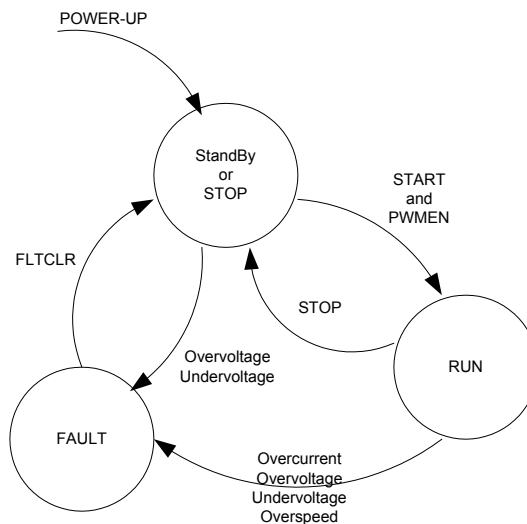 POWER-UP
StandBy
or
STOP
START
and
PWMEN
FLTCLR
STOP
Overvoltage
Undervoltage
RUN
FAULT
Overcurrent
Overvoltage
Undervoltage
Overspeed